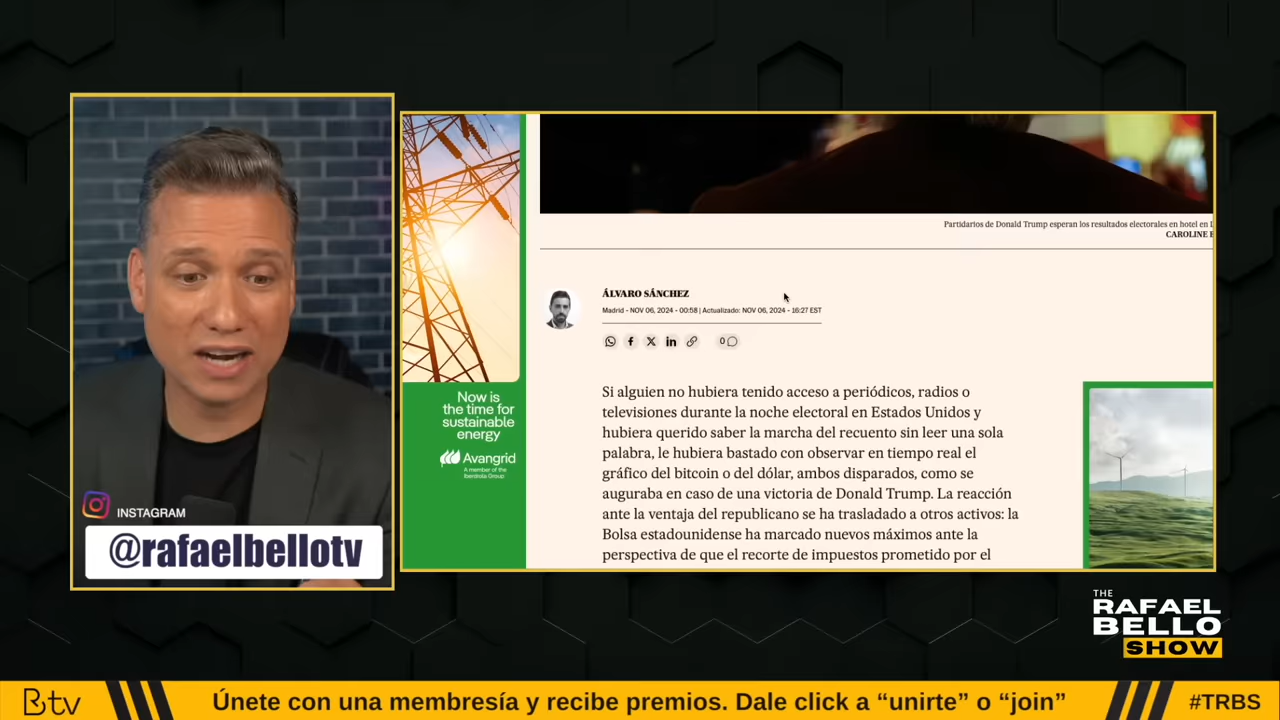 INSTAGRAM
@rafaelbellotv
Now is
the time for
sustainable
energy
Avangrid
A member of the
Iberdrola Group
Partidarios de Donald Trump esperan los resultados electorales en hotel en
CAROLINE
ÁLVARO SÁNCHEZ
Madrid - NOV 06, 2024 - 00:58 | Actualizado: NOV 06, 2024 - 16:27 EST
0
Si alguien no hubiera tenido acceso a periódicos, radios o
televisiones durante la noche electoral en Estados Unidos y
hubiera querido saber la marcha del recuento sin leer una sola
palabra, le hubiera bastado con observar en tiempo real el
gráfico del bitcoin o del dólar, ambos disparados, como se
auguraba en caso de una victoria de Donald Trump. La reacción
ante la ventaja del republicano se ha trasladado a otros activos: la
Bolsa estadounidense ha marcado nuevos máximos ante la
perspectiva de que el recorte de impuestos prometido por el
THE
RAFAEL
BELLO
SHOW
Btv
Únete con una membresía y recibe premios. Dale click a “unirte” o “join”
#TRBS